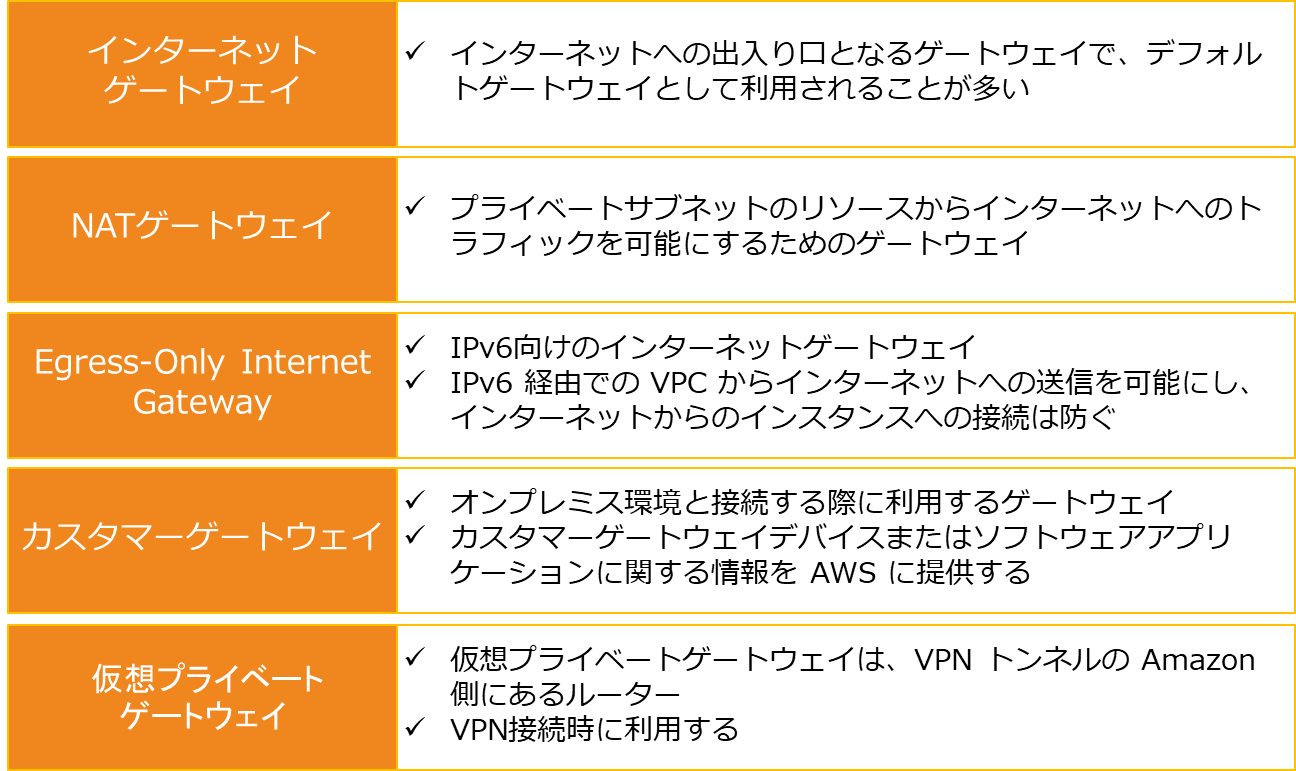 インターネット
ゲートウェイ
✓ インターネットへの出入り口となるゲートウェイで、デフォル
トゲートウェイとして利用されることが多い
NATゲートウェイ
✓ プライベートサブネットのリソースからインターネットへのト
ラフィックを可能にするためのゲートウェイ
Egress-Only Internet
Gateway
✓ IPv6向けのインターネットゲートウェイ
✓ IPv6 経由での VPC からインターネットへの送信を可能にし、
インターネットからのインスタンスへの接続は防ぐ
カスタマーゲートウェイ
✓ オンプレミス環境と接続する際に利用するゲートウェイ
✓ カスタマーゲートウェイデバイスまたはソフトウェアアプリ
ケーションに関する情報を AWS に提供する
仮想プライベート
ゲートウェイ
✓ 仮想プライベートゲートウェイは、VPN トンネルの Amazon
側にあるルーター
✓ VPN接続時に利用する